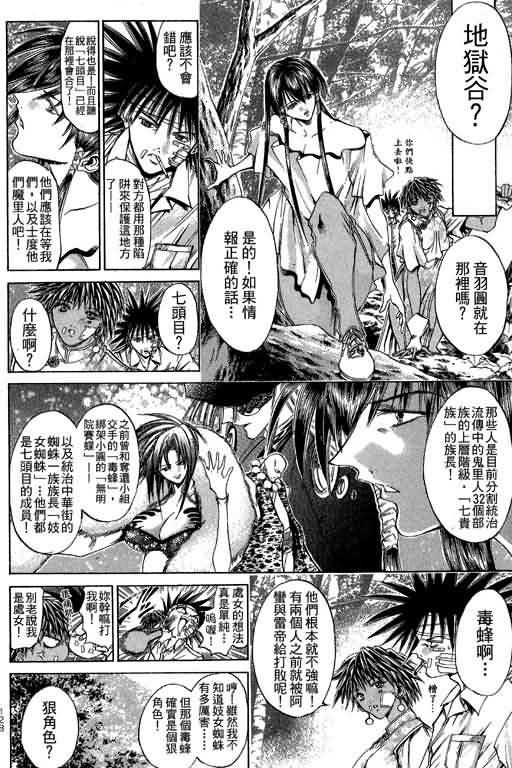 地獄谷？
音羽圓就在
那裡嗎？
你們快點
上去啦！
是的！如果情
報正確的話…
應該不會
錯吧？
說得也是—而且聽
說「七頭目」已經
在那裡會合了！
對方都用那種陷
阱來保護這地方
了——
他們應該在等我
們，以及士度他
們魔里人吧！
七頭目？
什麼啊？
那些人是目前分割統治
流傳中的鬼里人32個部
族的上層階級。「七貴
族」的族長！
之前曾和奪還小組
交手的「毒蜂」，
綁架小圓的「無明
院賽蝶」——
以及統治中華街的
蜘蛛一族族長「妓
女蜘蛛」…他們都
是七頭目的成員！
毒蜂啊…
他們根本就不強嘛！
有兩個人之前就被阿
蠻與雷帝給打敗了呢！
處女的想法
真是單純…
嗚喔！
妳幹嘛打
我啊！
別老說我
是處女！
哼—雖然我不
知道妓女蜘蛛
有多厲害…
但那個毒蜂
確實是個狠
角色！
狠角色？